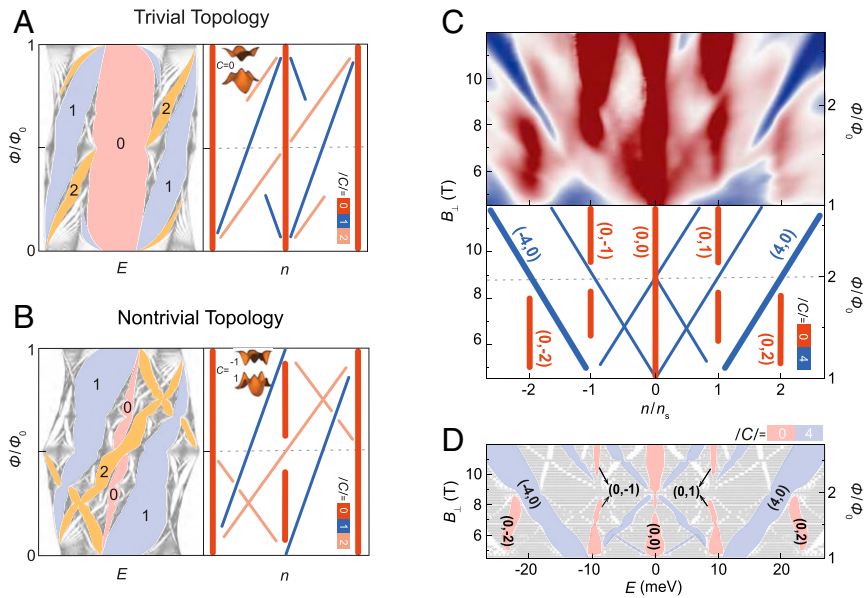 A
Trivial Topology
1
Φ/Φ₀
0
1
2
0
2
1
E
C=0
/C/=
0
1
2
n
B
Nontrivial Topology
1
Φ/Φ₀
0
1
0
2
0
1
E
C=
-1
1
/C/=
0
1
2
n
C
10
8
6
B⊥ (T)
2
1
Φ/Φ₀
10
8
6
(-4,0)
(0,-1)
(0,0)
(0,1)
(4,0)
(0,-2)
(0,2)
/C/=
0
4
2
1
Φ/Φ₀
-2
-1
0
1
2
n/nₛ
D
/C/=
0
4
10
6
B⊥ (T)
(-4,0)
(0,-1)
(0,1)
(4,0)
(0,-2)
(0,0)
(0,2)
2
1
Φ/Φ₀
-20
-10
0
10
20
E (meV)